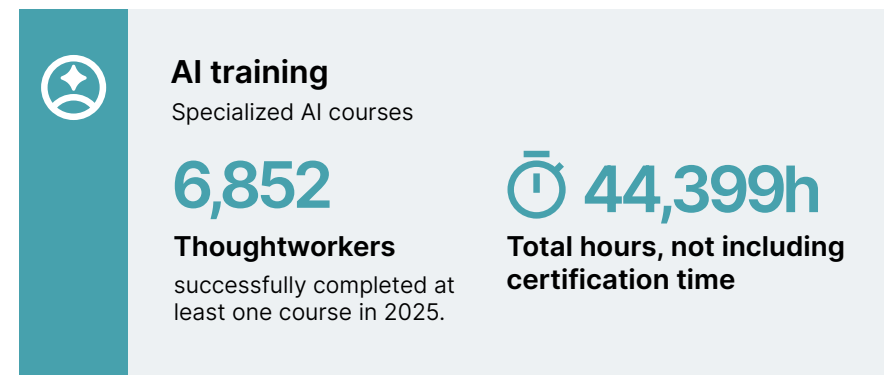 AI training
Specialized AI courses
6,852
Thoughtworkers
successfully completed at
least one course in 2025.
44,399h
Total hours, not including
certification time